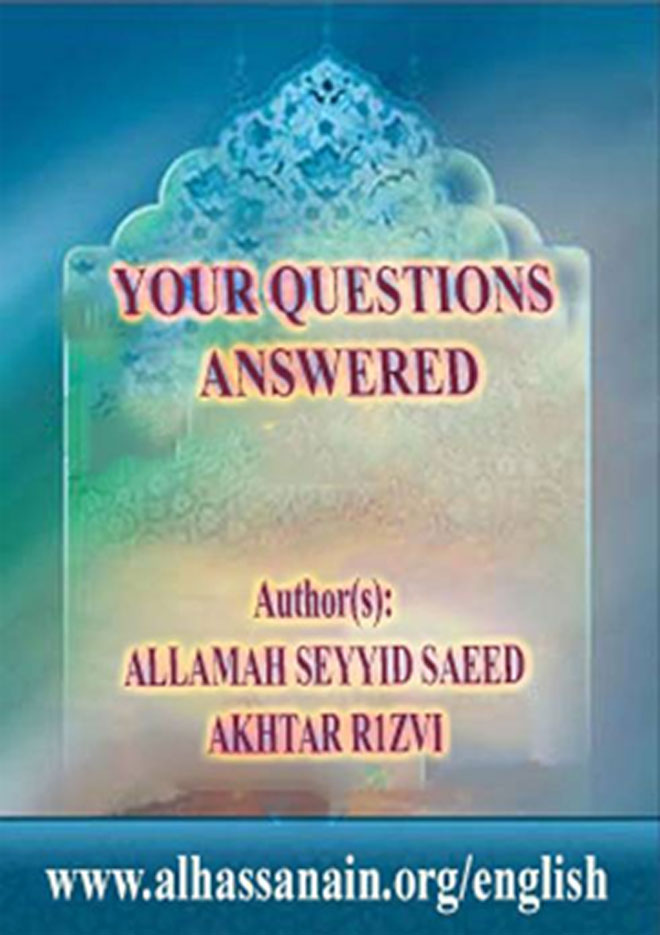 YOUR QUESTIONS
ANSWERED
Author(s):
ALLAMAH SEYYID SAEED
AKHTAR R1ZVI
www.alhassanain.org/english